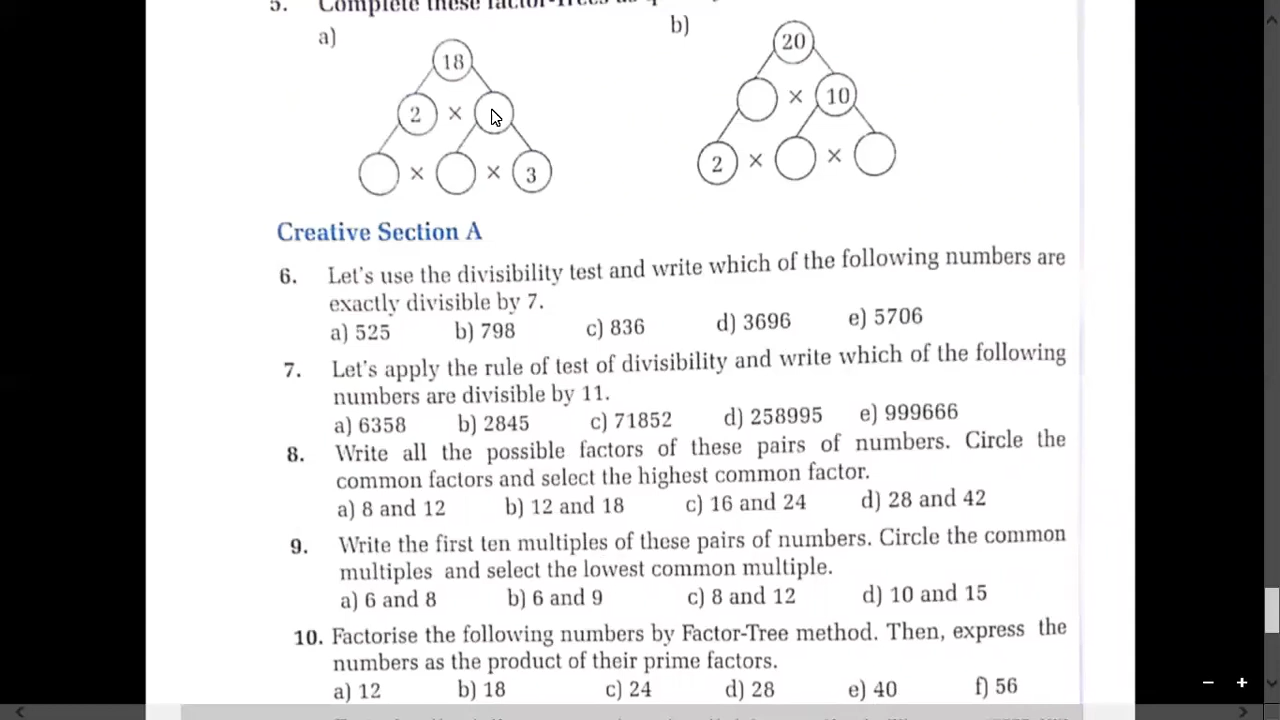 5. Complete these factor-Trees as
a)
b)
18
2 ×
× × 3
20
× 10
2 × ×
Creative Section A
6. Let's use the divisibility test and write which of the following numbers are
exactly divisible by 7.
a) 525 b) 798 c) 836 d) 3696 e) 5706
7. Let's apply the rule of test of divisibility and write which of the following
numbers are divisible by 11.
a) 6358 b) 2845 c) 71852 d) 258995 e) 999666
8. Write all the possible factors of these pairs of numbers. Circle the
common factors and select the highest common factor.
a) 8 and 12 b) 12 and 18 c) 16 and 24 d) 28 and 42
9. Write the first ten multiples of these pairs of numbers. Circle the common
multiples and select the lowest common multiple.
a) 6 and 8 b) 6 and 9 c) 8 and 12 d) 10 and 15
10. Factorise the following numbers by Factor-Tree method. Then, express the
numbers as the product of their prime factors.
a) 12 b) 18 c) 24 d) 28 e) 40 f) 56